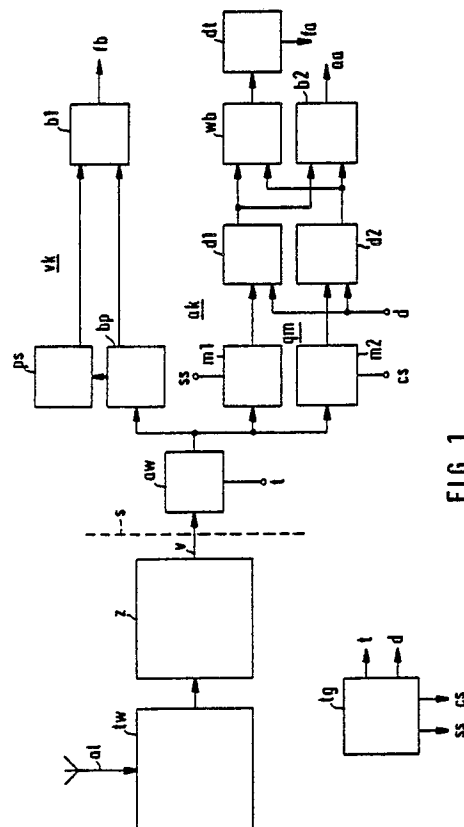 at
tw
z
v
s
aw
t
ps
bp
vk
b1
fb
ss
m1
ak
qm
m2
cs
d1
d2
d
wb
b2
dt
fa
aa
tg
t
d
ss
cs
FIG.1